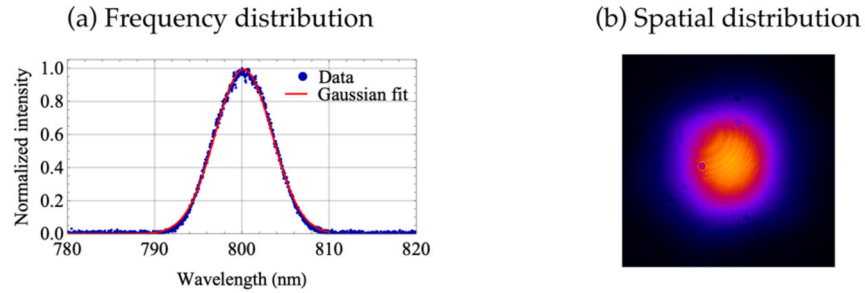 (a) Frequency distribution
Normalized intensity
1.0
0.8
0.6
0.4
0.2
0.0
Data
Gaussian fit
780 790 800 810 820
Wavelength (nm)
(b) Spatial distribution